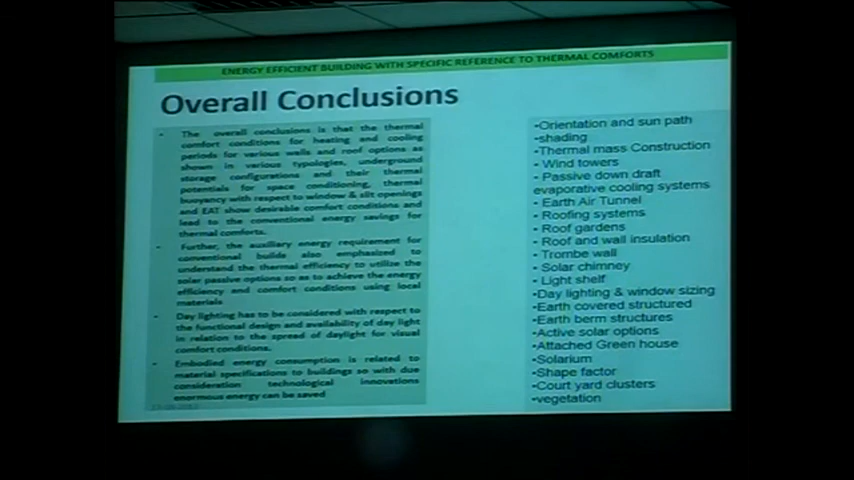 ENERGY EFFICIENT BUILDING WITH SPECIFIC REFERENCE TO THERMAL COMFORTS
Overall Conclusions
• The overall conclusions is that the thermal
comfort conditions for heating and cooling
periods for various walls and roof options as
shown in various typologies, underground
storage configurations and their thermal
potentials for space conditioning, thermal
buoyancy with respect to window & slit openings
and EAT show desirable comfort conditions and
lead to the conventional energy savings for
thermal comforts.
• Further, the auxiliary energy requirement for
conventional builds also emphasized to
understand the thermal efficiency to utilize the
solar passive options so as to achieve the energy
efficiency and comfort conditions using local
materials
• Day lighting has to be considered with respect to
the functional design and availability of day light
in relation to the spread of daylight for visual
comfort conditions.
• Embodied energy consumption is related to
material specifications to buildings so with due
consideration technological innovations
enormous energy can be saved
•Orientation and sun path
•shading
•Thermal mass Construction
• Wind towers
• Passive down draft
evaporative cooling systems
• Earth Air Tunnel
• Roofing systems
• Roof gardens
• Roof and wall insulation
• Trombe wall
• Solar chimney
• Light shelf
•Day lighting & window sizing
•Earth covered structured
•Earth berm structures
•Active solar options
•Attached Green house
•Solarium
•Shape factor
•Court yard clusters
•vegetation